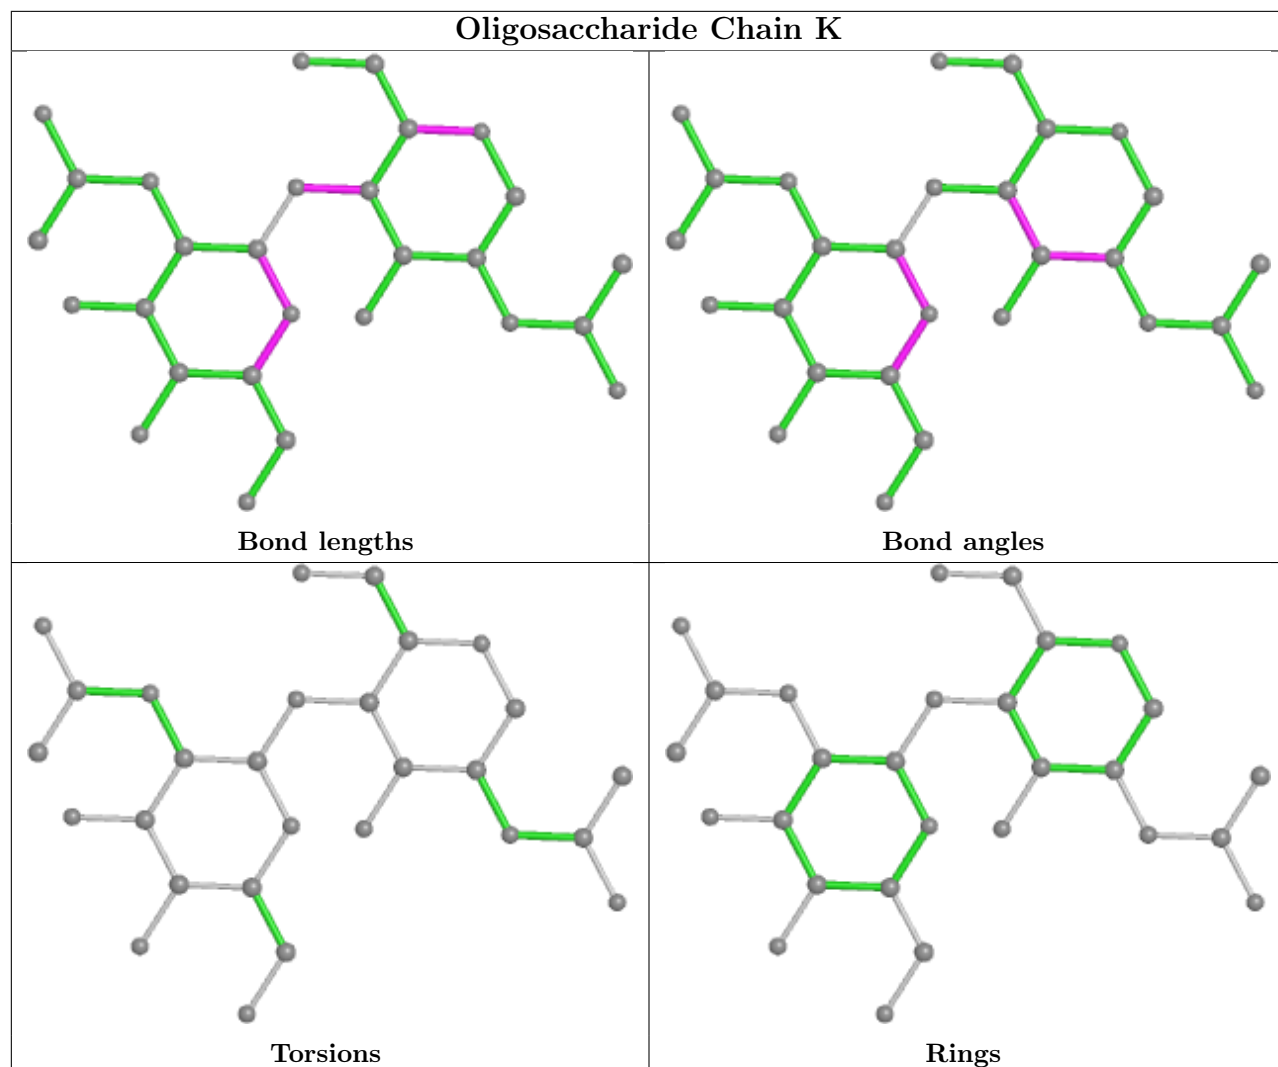 Oligosaccharide Chain K
Bond lengths
Bond angles
Torsions
Rings